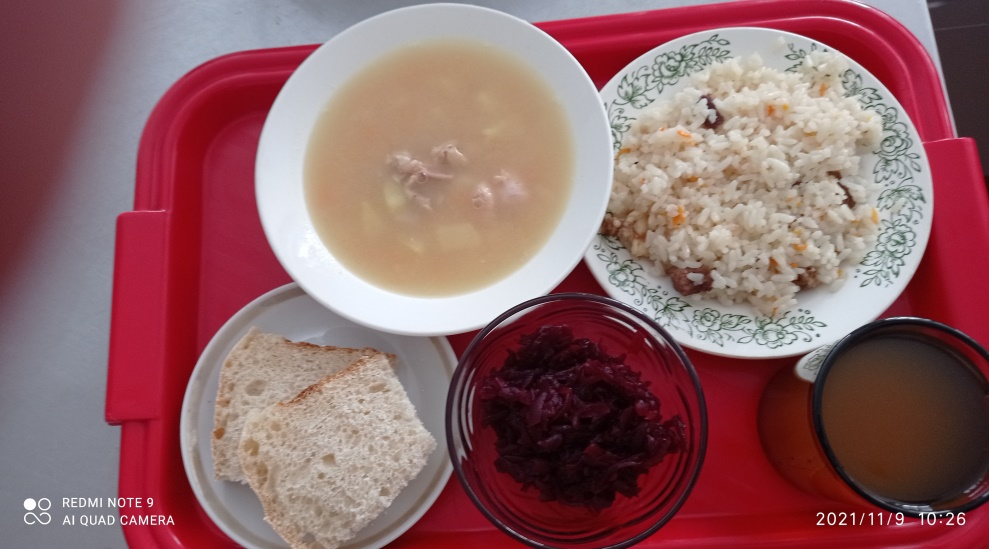 REDMI NOTE 9
AI QUAD CAMERA
2021/11/9 10:26